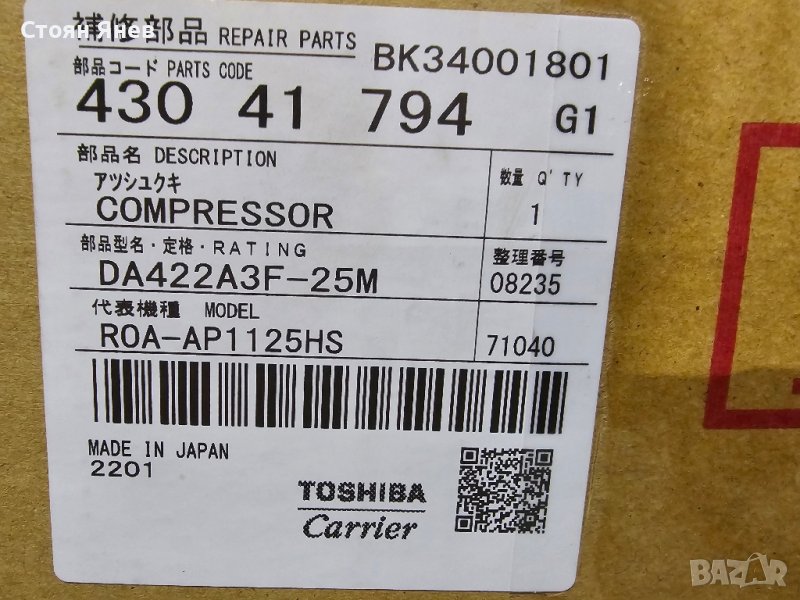 Стоян Янев
補修部品 REPAIR PARTS BK34001801
部品コード PARTS CODE
430 41 794 G1
部品名 DESCRIPTION 数量 Q'TY
アツシユクキ
COMPRESSOR 1
部品型名・定格・RATING 整理番号
DA422A3F-25M 08235
代表機種 MODEL
ROA-AP1125HS 71040
MADE IN JAPAN
2201
TOSHIBA
Carrier
BAZAR